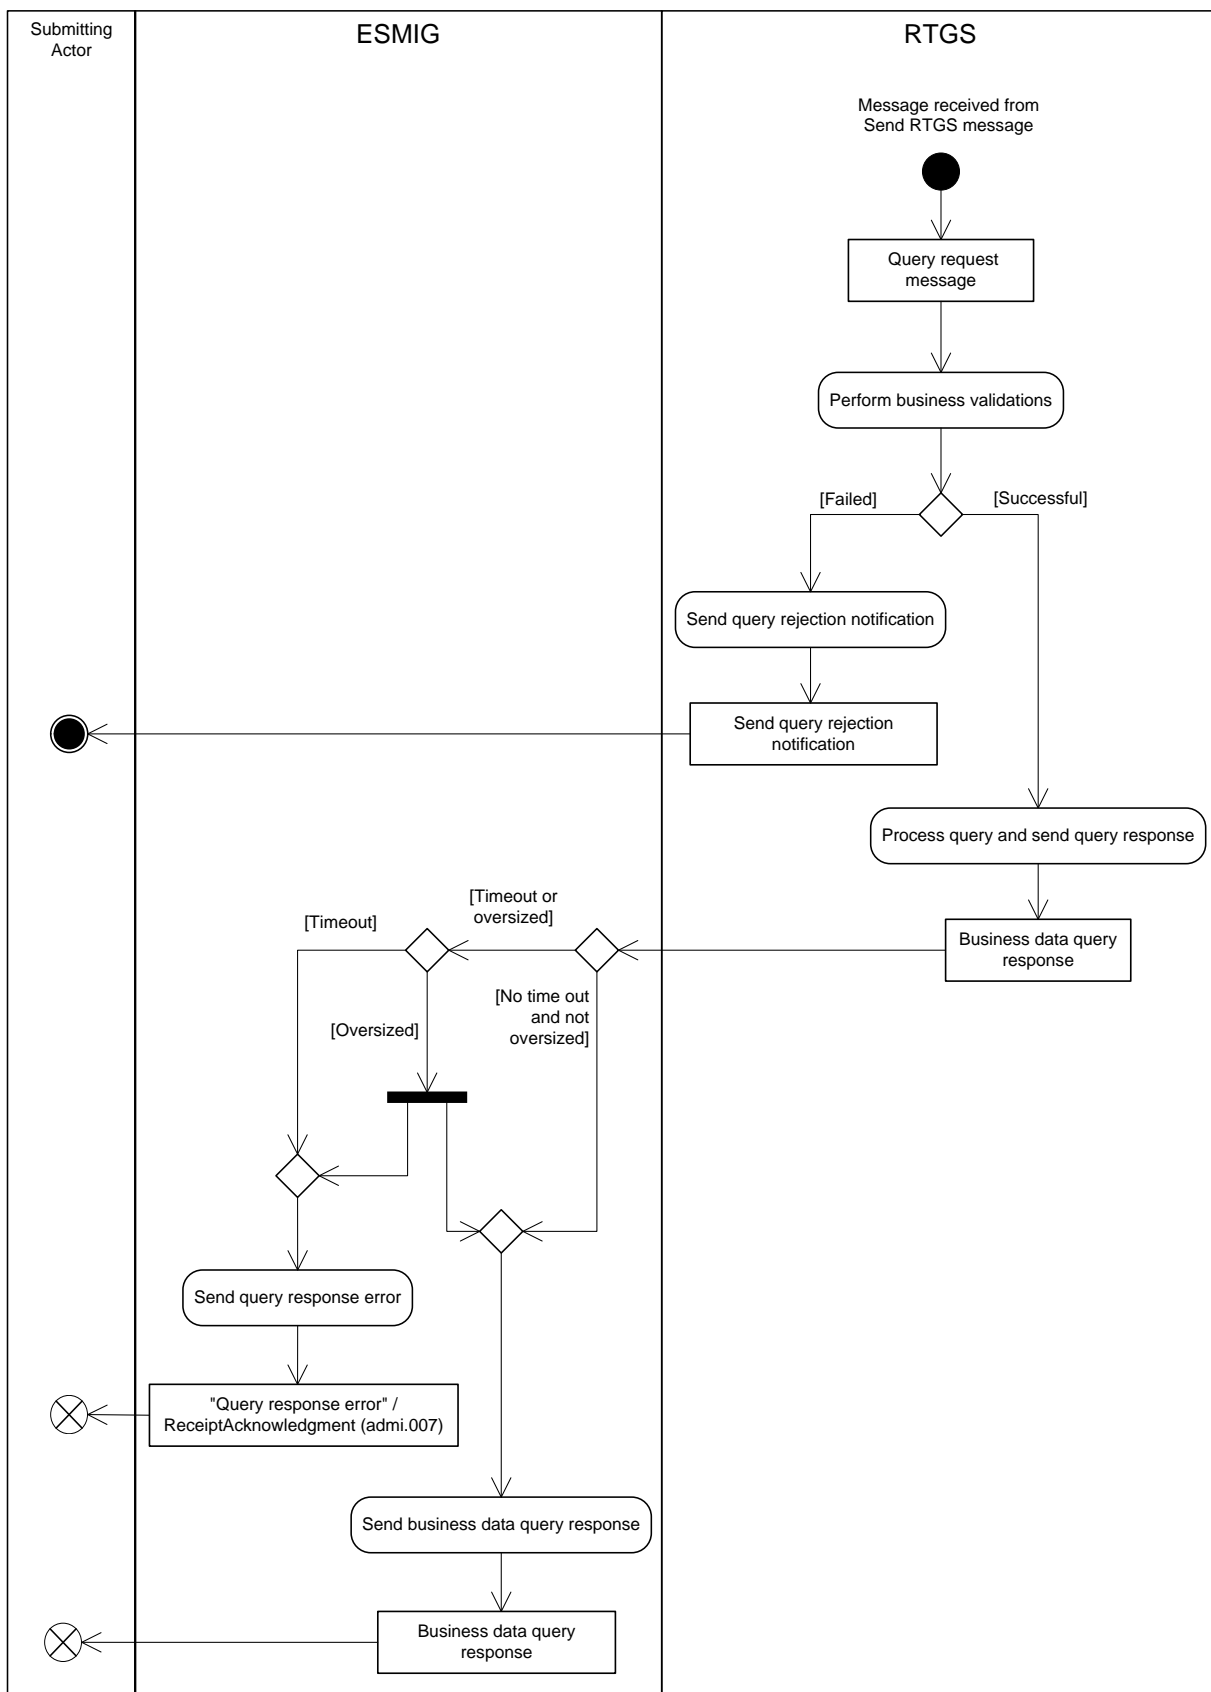 Submitting
Actor
ESMIG
RTGS
Message received from
Send RTGS message
Query request
message
Perform business validations
[Failed]
[Successful]
Send query rejection notification
Send query rejection
notification
Process query and send query response
[Timeout or
oversized]
[Timeout]
Business data query
response
[No time out
and not
oversized]
[Oversized]
Send query response error
"Query response error" /
ReceiptAcknowledgment (admi.007)
Send business data query response
Business data query
response